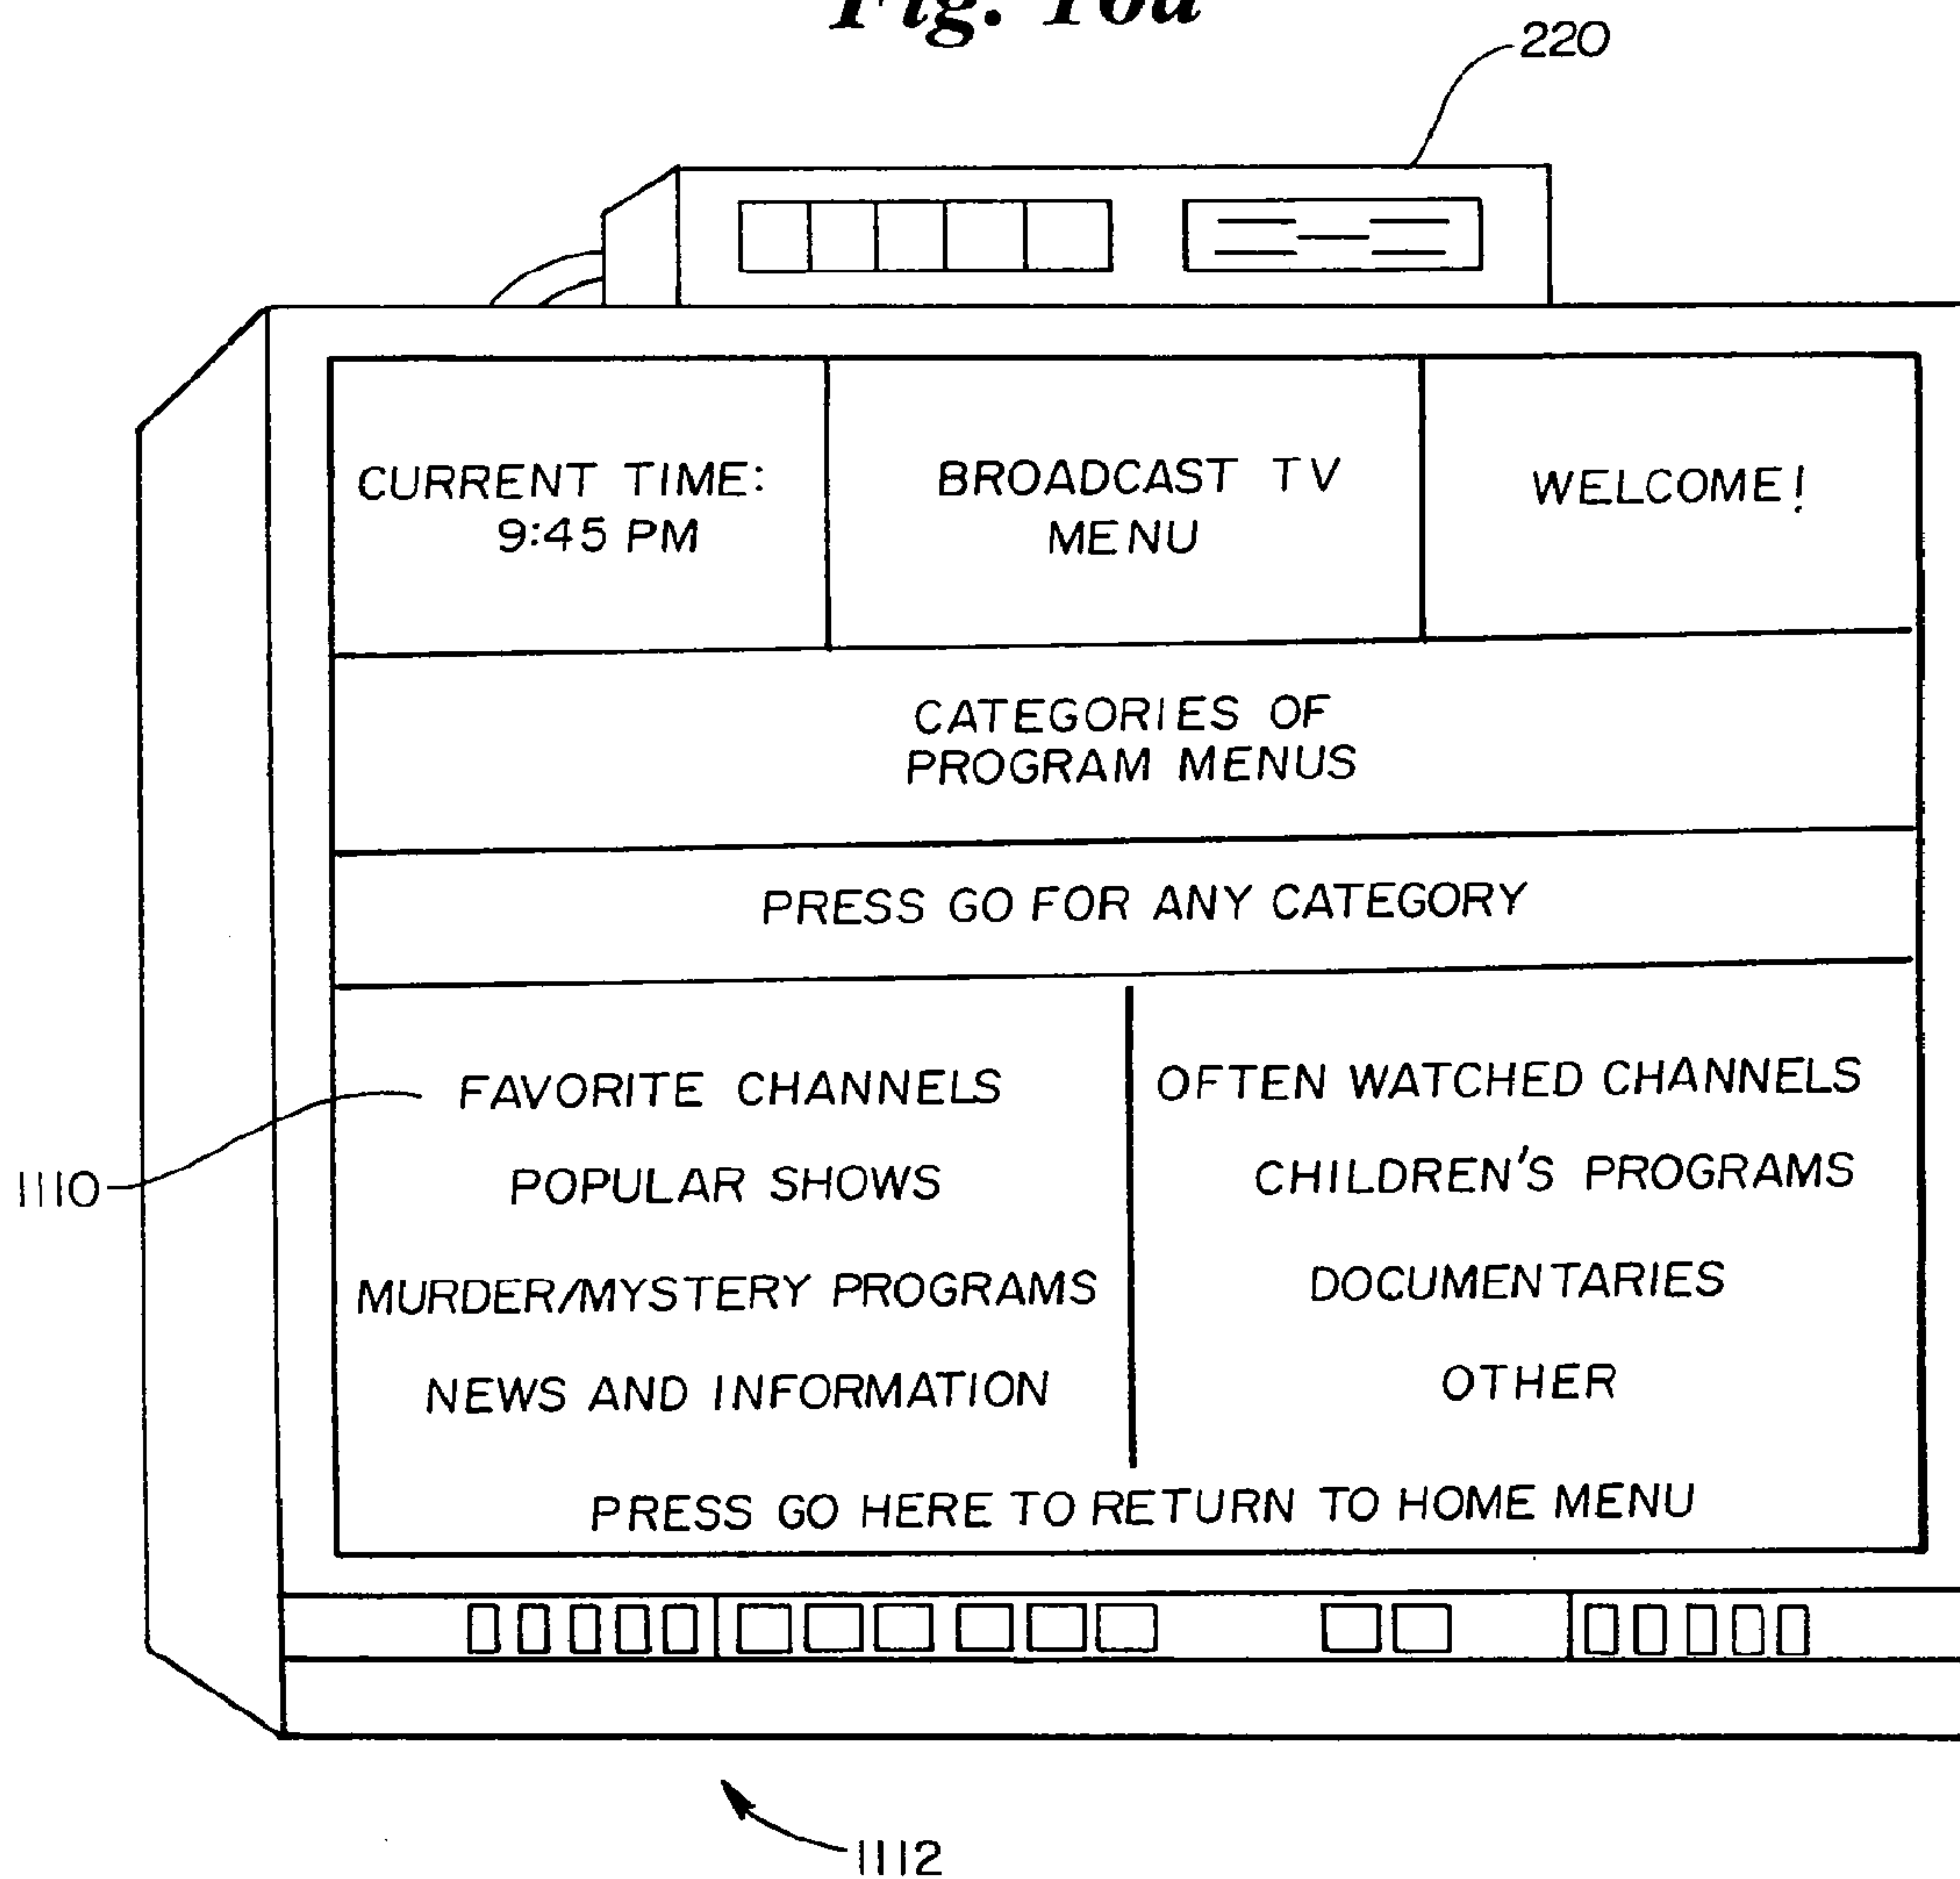 Fig. 16a
220
CURRENT TIME:
9:45 PM
BROADCAST TV
MENU
WELCOME!
CATEGORIES OF
PROGRAM MENUS
PRESS GO FOR ANY CATEGORY
FAVORITE CHANNELS
OFTEN WATCHED CHANNELS
1110
POPULAR SHOWS
CHILDREN'S PROGRAMS
MURDER/MYSTERY PROGRAMS
DOCUMENTARIES
NEWS AND INFORMATION
OTHER
PRESS GO HERE TO RETURN TO HOME MENU
1112